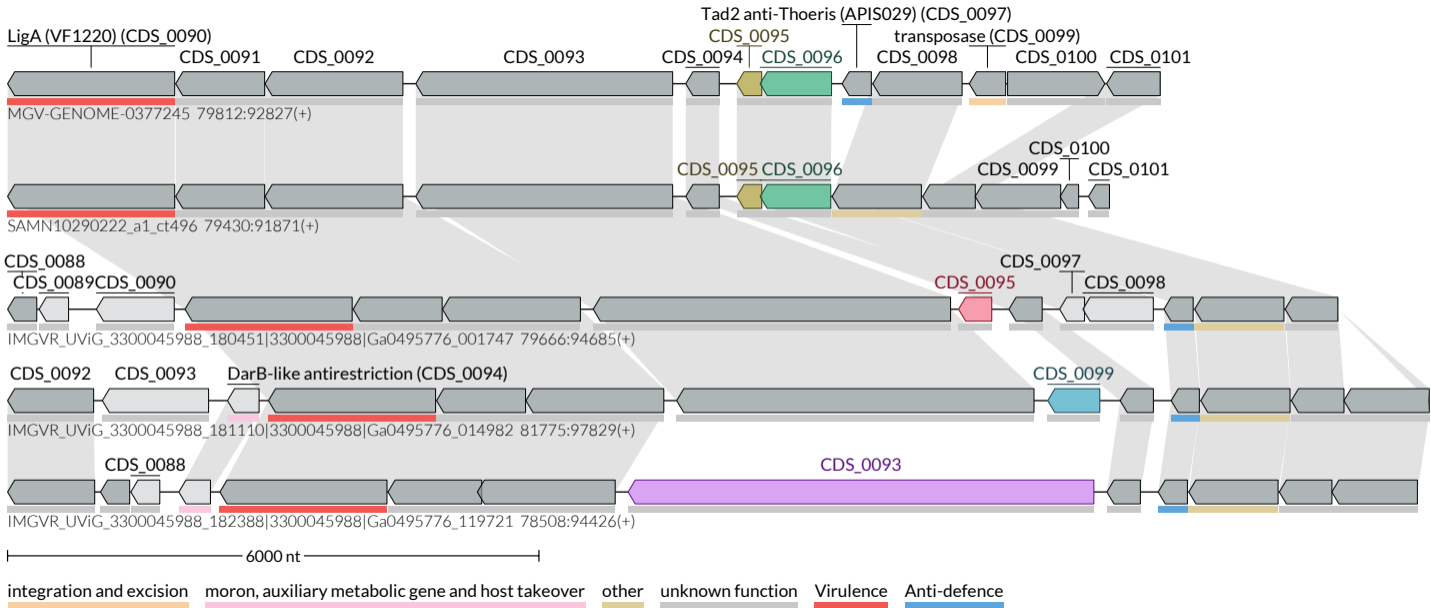 Tad2 anti-Thoeris (APIS029) (CDS_0097)
LigA (VF1220) (CDS_0090) CDS_0095 transposase (CDS_0099)
CDS_0091 CDS_0092 CDS_0093 CDS_0094 CDS_0096 CDS_0098 CDS_0100 CDS_0101
MGV-GENOME-0377245 79812:92827(+)
CDS_0100
CDS_0095 CDS_0096 CDS_0099 CDS_0101
SAMN10290222_a1_ct496 79430:91871(+)
CDS_0088 CDS_0097
CDS_0089 CDS_0090 CDS_0095 CDS_0098
IMGVR_UViG_3300045988_180451|3300045988|Ga0495776_001747 79666:94685(+)
CDS_0092 CDS_0093 DarB-like antirestriction (CDS_0094) CDS_0099
IMGVR_UViG_3300045988_181110|3300045988|Ga0495776_014982 81775:97829(+)
CDS_0088 CDS_0093
IMGVR_UViG_3300045988_182388|3300045988|Ga0495776_119721 78508:94426(+)
6000 nt
integration and excision moron, auxiliary metabolic gene and host takeover other unknown function Virulence Anti-defence